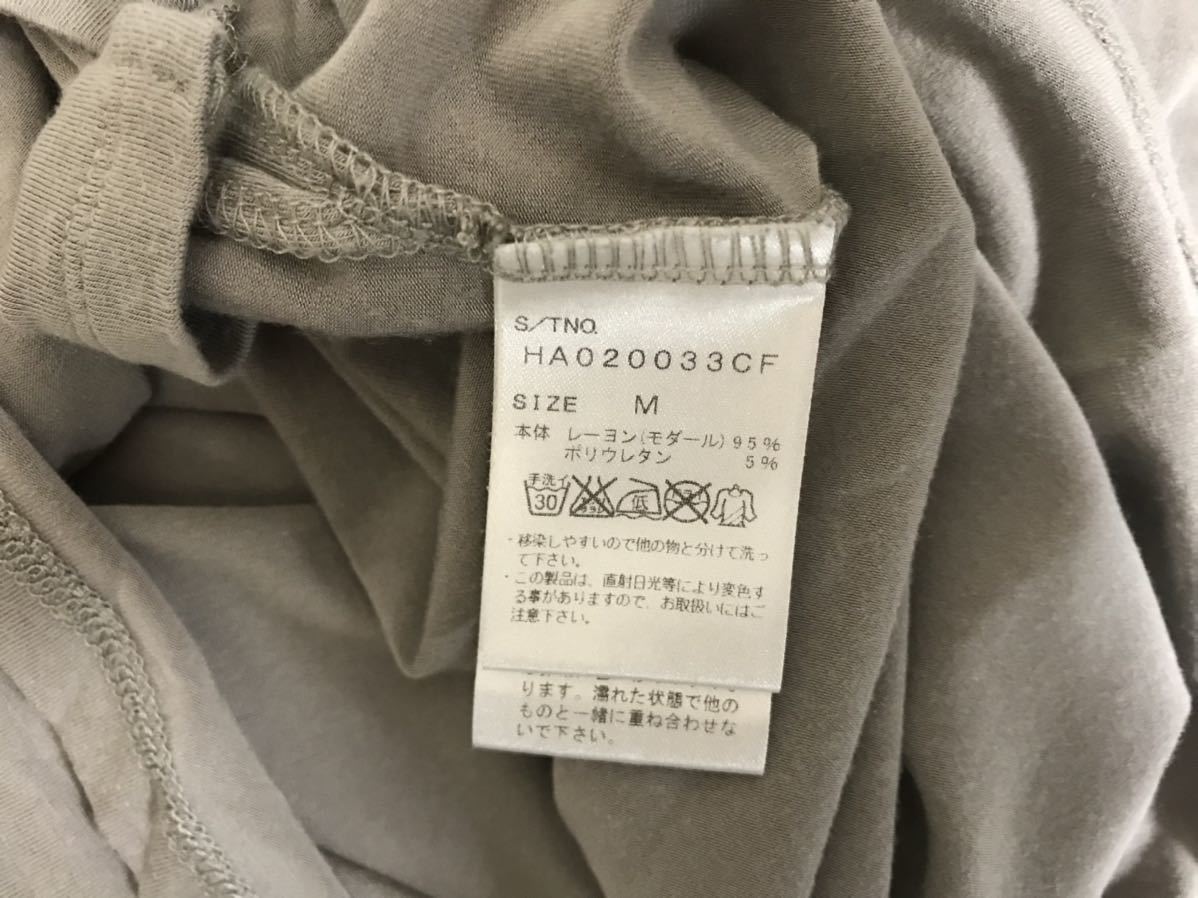 S/TNO.
HA020033CF
SIZE M
本体 レーヨン(モダール)95%
ポリウレタン 5%
手洗イ
30
低
・移染しやすいので他の物と分けて洗っ
て下さい。
・この製品は、直射日光等により変色す
る事がありますので、お取扱いにはご
注意下さい。
ります。濡れた状態で他の
ものと一緒に重ね合わせな
いで下さい。